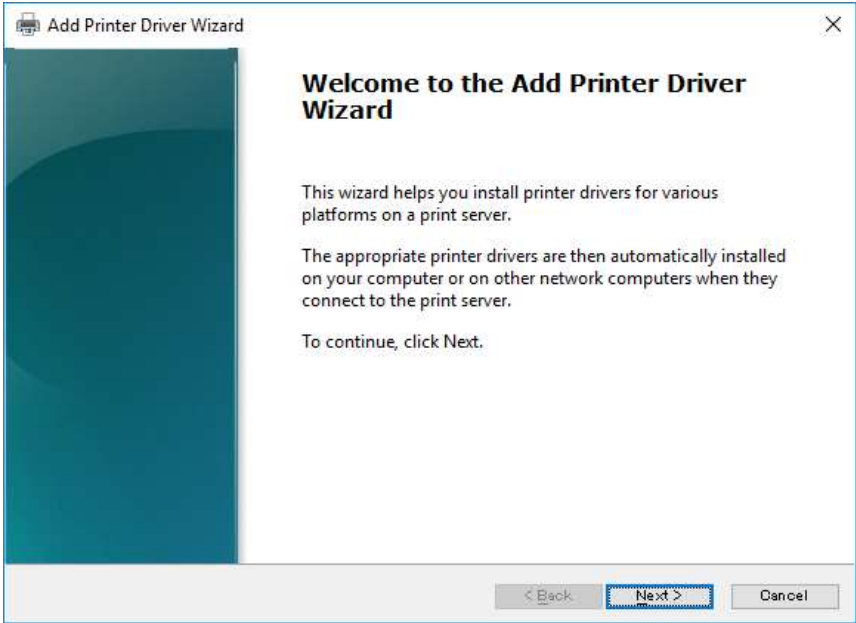 Add Printer Driver Wizard
Welcome to the Add Printer Driver
Wizard
This wizard helps you install printer drivers for various
platforms on a print server.
The appropriate printer drivers are then automatically installed
on your computer or on other network computers when they
connect to the print server.
To continue, click Next.
< Back Next > Cancel